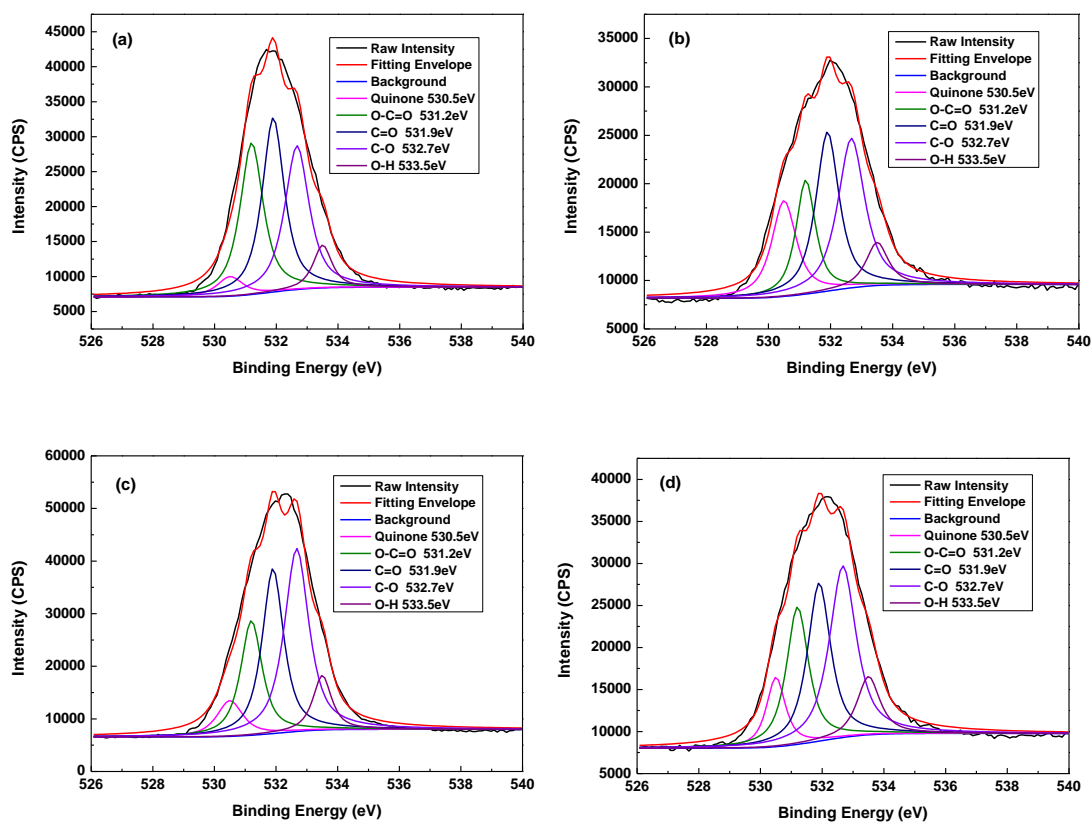 (a)
Raw Intensity
Fitting Envelope
Background
Quinone 530.5eV
O-C=O 531.2eV
C=O 531.9eV
C-O 532.7eV
O-H 533.5eV
45000
40000
35000
30000
25000
20000
15000
10000
5000
Intensity (CPS)
526 528 530 532 534 536 538 540
Binding Energy (eV)
(b)
Raw Intensity
Fitting Envelope
Background
Quinone 530.5eV
O-C=O 531.2eV
C=O 531.9eV
C-O 532.7eV
O-H 533.5eV
35000
30000
25000
20000
15000
10000
5000
Intensity (CPS)
526 528 530 532 534 536 538 540
Binding Energy (eV)
(c)
Raw Intensity
Fitting Envelope
Background
Quinone 530.5eV
O-C=O 531.2eV
C=O 531.9eV
C-O 532.7eV
O-H 533.5eV
60000
50000
40000
30000
20000
10000
0
Intensity (CPS)
526 528 530 532 534 536 538 540
Binding Energy (eV)
(d)
Raw Intensity
Fitting Envelope
Background
Quinone 530.5eV
O-C=O 531.2eV
C=O 531.9eV
C-O 532.7eV
O-H 533.5eV
40000
35000
30000
25000
20000
15000
10000
5000
Intensity (CPS)
526 528 530 532 534 536 538 540
Binding Energy (eV)